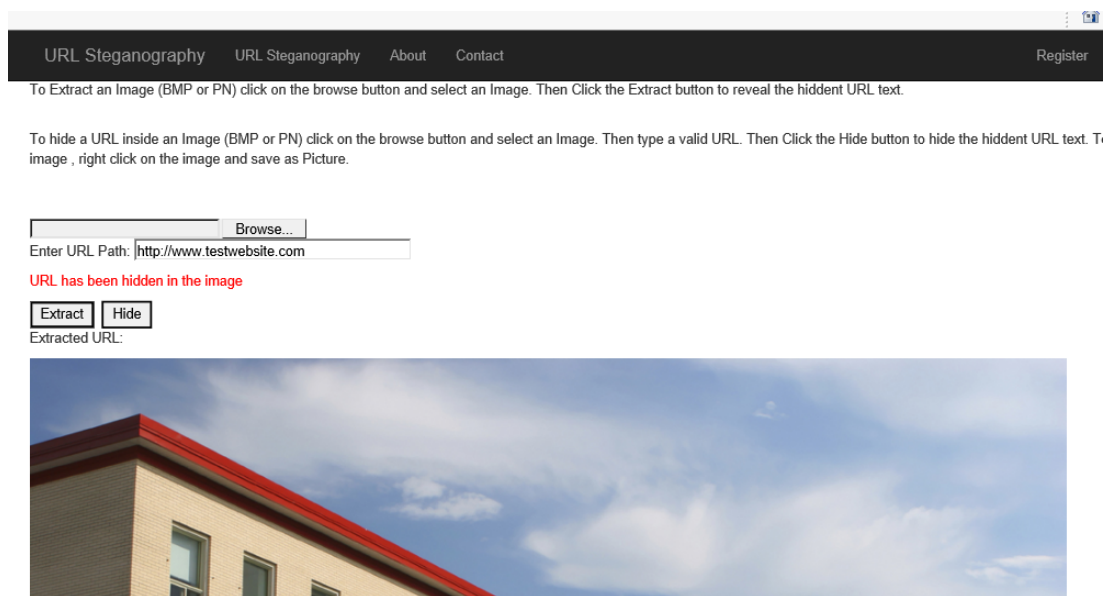 URL Steganography URL Steganography About Contact Register
To Extract an Image (BMP or PN) click on the browse button and select an Image. Then Click the Extract button to reveal the hiddent URL text.
To hide a URL inside an Image (BMP or PN) click on the browse button and select an Image. Then type a valid URL. Then Click the Hide button to hide the hiddent URL text.
image , right click on the image and save as Picture.
Browse...
Enter URL Path: http://www.testwebsite.com
URL has been hidden in the image
Extract Hide
Extracted URL: